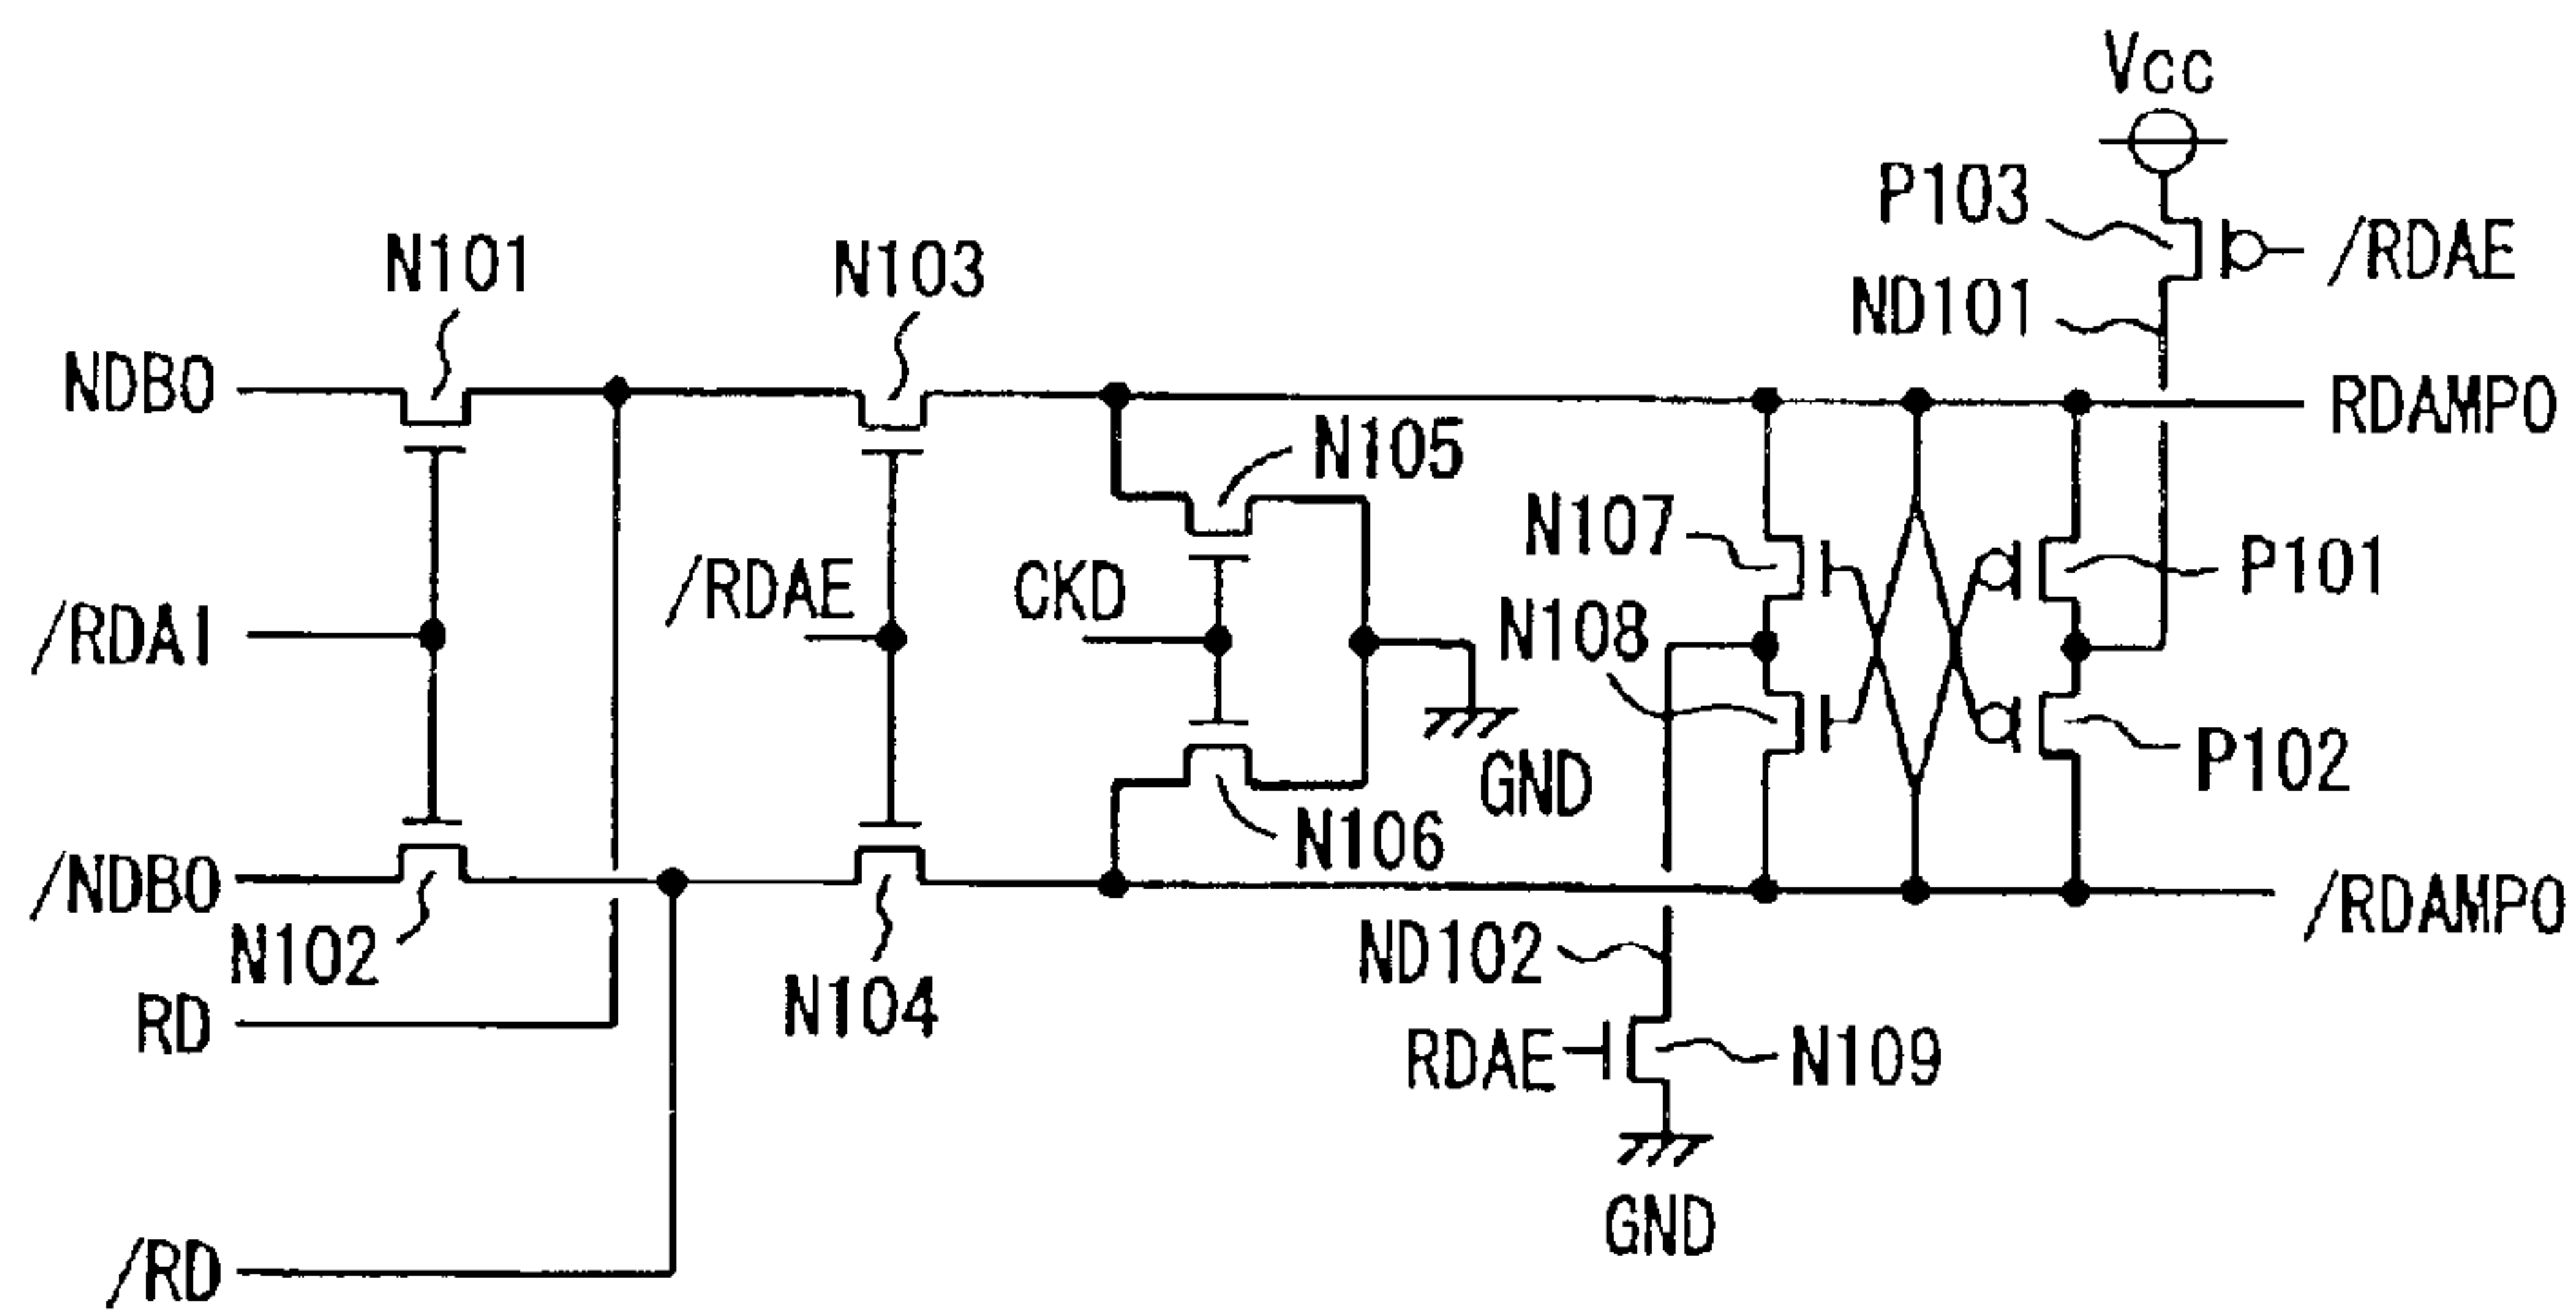 Vcc
P103
/RDAE
ND101
N101
N103
NDB0
RDAMP0
N105
N107
P101
/RDAE
CKD
N108
/RDAI
P102
GND
N106
/NDB0
/RDAMP0
N102
ND102
RD
N104
RDAE
N109
GND
/RD